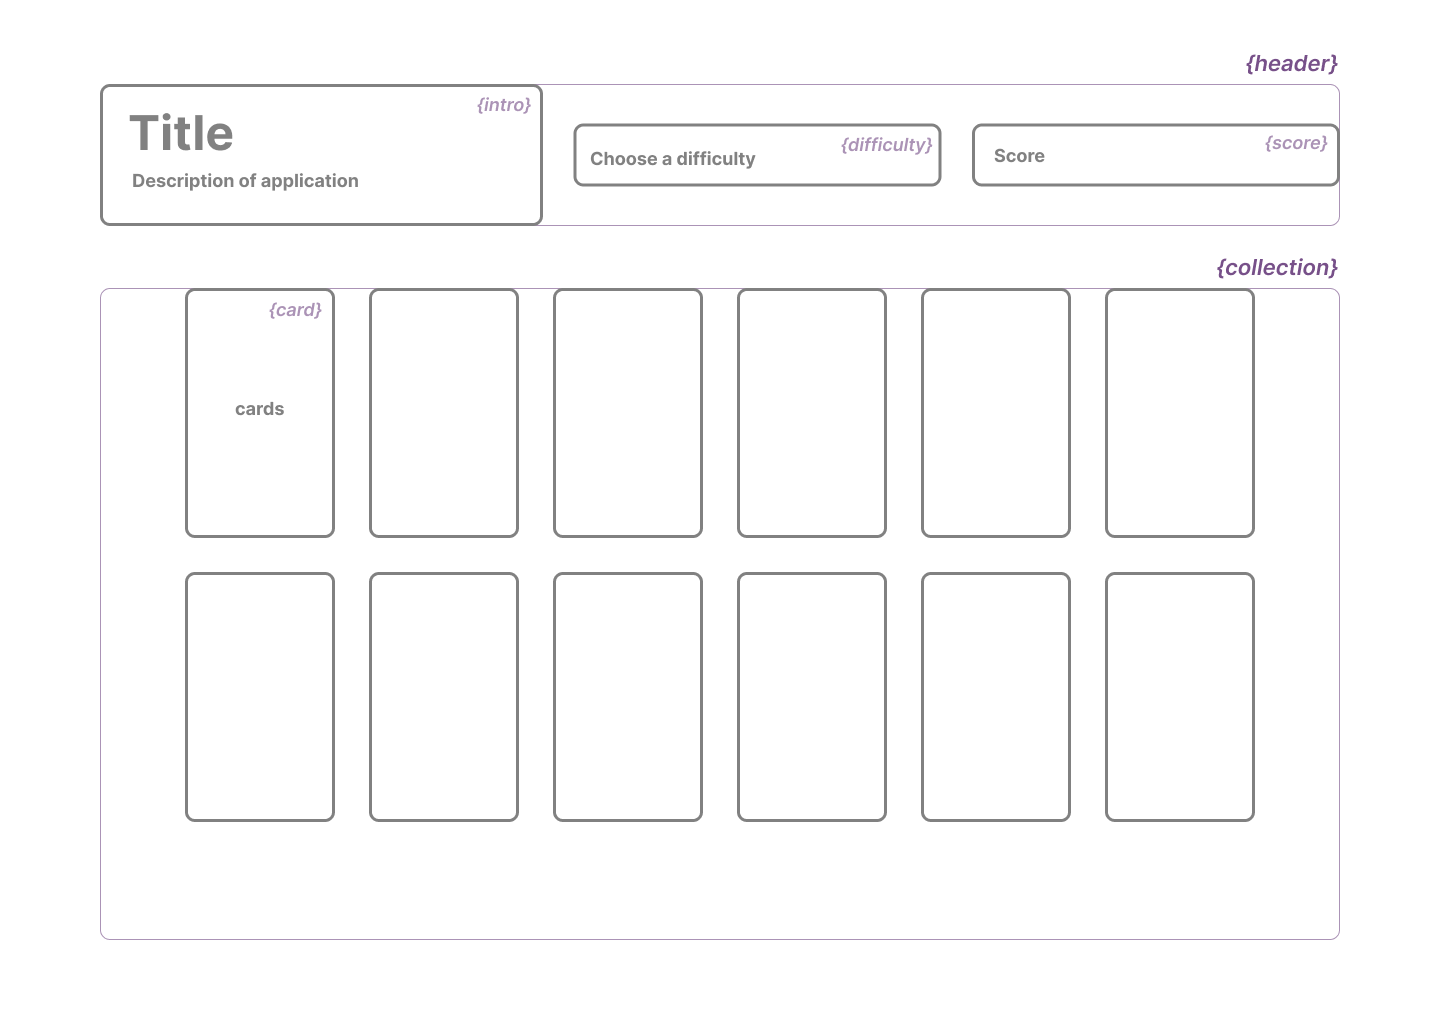 {header}
{intro}
Title
Description of application
{difficulty}
Choose a difficulty
{score}
Score
{collection}
{card}
cards